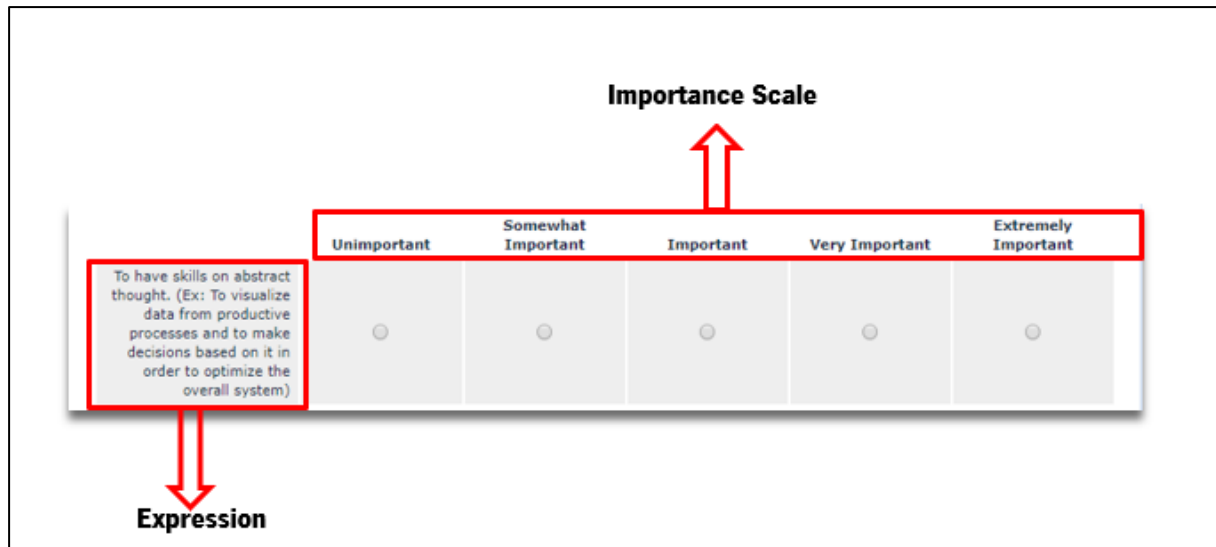 Importance Scale
Unimportant
Somewhat
Important
Important
Very Important
Extremely
Important
To have skills on abstract
thought. (Ex: To visualize
data from productive
processes and to make
decisions based on it in
order to optimize the
overall system)
Expression